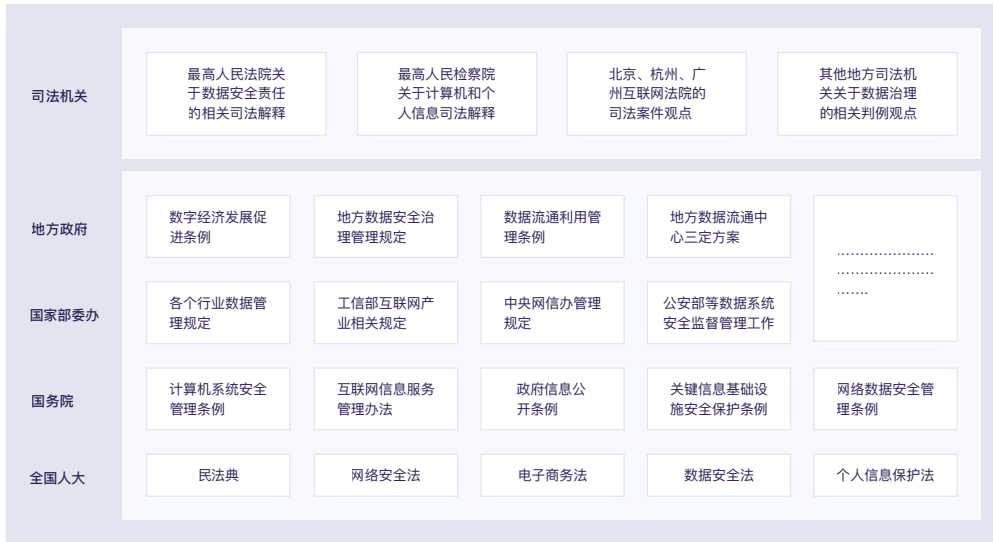 司法机关
最高人民法院关
于数据安全责任
的相关司法解释
最高人民检察院
关于计算机和个
人信息司法解释
北京、杭州、广
州互联网法院的
司法案件观点
其他地方司法机
关关于数据治理
的相关判例观点
地方政府
数字经济发展促
进条例
地方数据安全治
理管理规定
数据流通利用管
理条例
地方数据流通中
心三定方案
…………………
…………………
…….
国家部委办
各个行业数据管
理规定
工信部互联网产
业相关规定
中央网信办管理
规定
公安部等数据系统
安全监督管理工作
国务院
计算机系统安全
管理条例
互联网信息服务
管理办法
政府信息公
开条例
关键信息基础设
施安全保护条例
网络数据安全管
理条例
全国人大
民法典
网络安全法
电子商务法
数据安全法
个人信息保护法